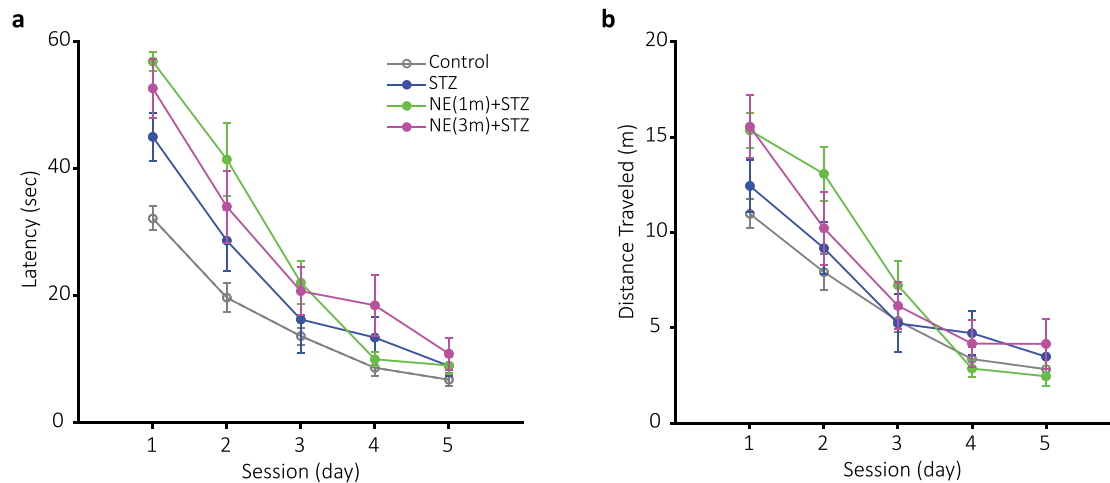 a
60
40
20
0
Latency (sec)
1 2 3 4 5
Session (day)
Control
STZ
NE(1m)+STZ
NE(3m)+STZ
b
20
15
10
5
0
Distance Traveled (m)
1 2 3 4 5
Session (day)